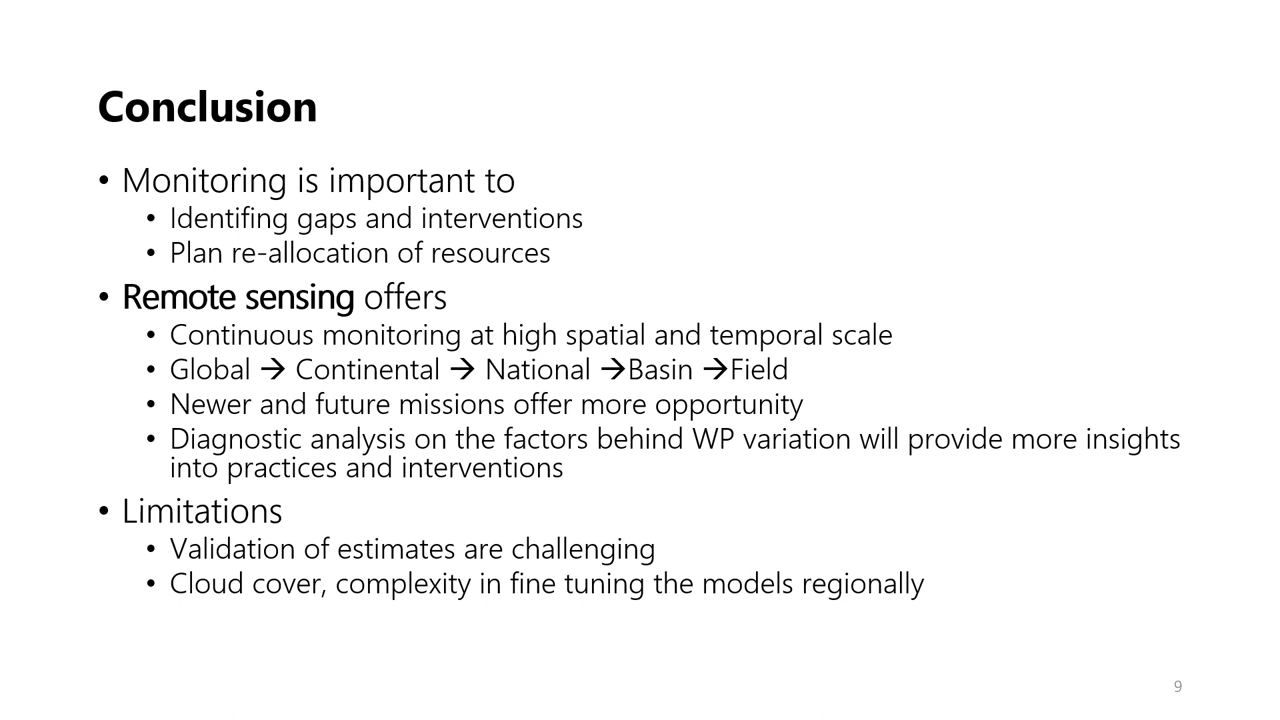 Conclusion
• Monitoring is important to
• Identifing gaps and interventions
• Plan re-allocation of resources
• Remote sensing offers
• Continuous monitoring at high spatial and temporal scale
• Global → Continental → National →Basin →Field
• Newer and future missions offer more opportunity
• Diagnostic analysis on the factors behind WP variation will provide more insights
into practices and interventions
• Limitations
• Validation of estimates are challenging
• Cloud cover, complexity in fine tuning the models regionally
9